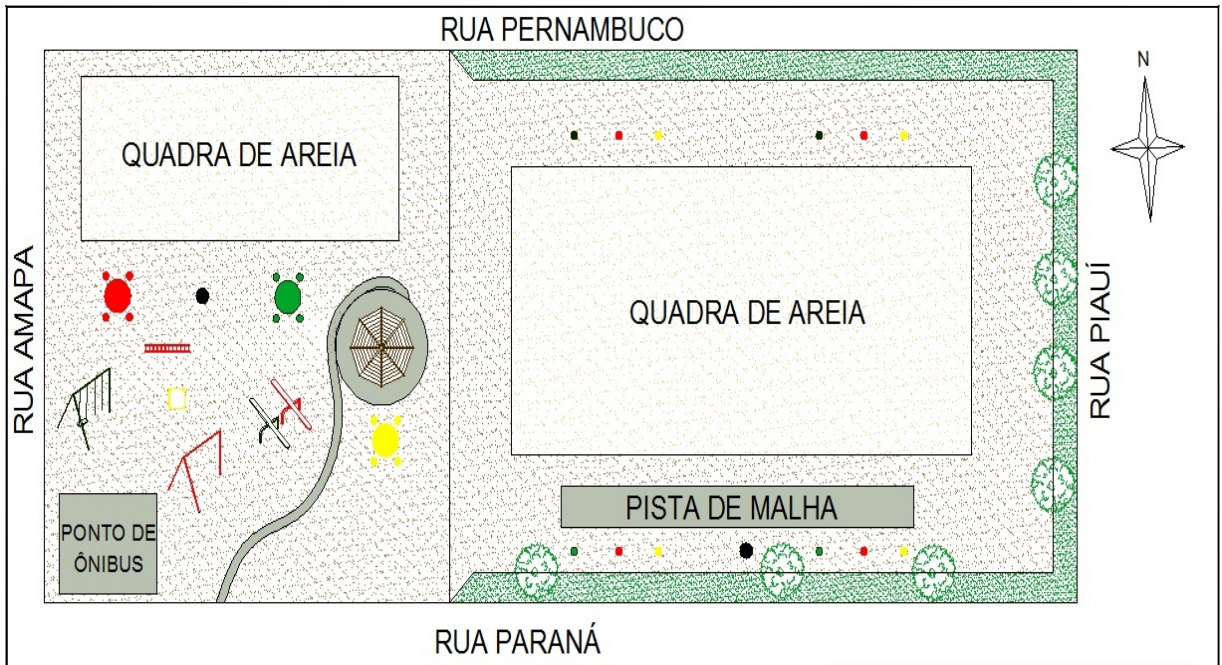 RUA PERNAMBUCO
N
QUADRA DE AREIA
RUA AMAPA
QUADRA DE AREIA
RUA PIAUÍ
PISTA DE MALHA
PONTO DE
ÔNIBUS
RUA PARANÁ